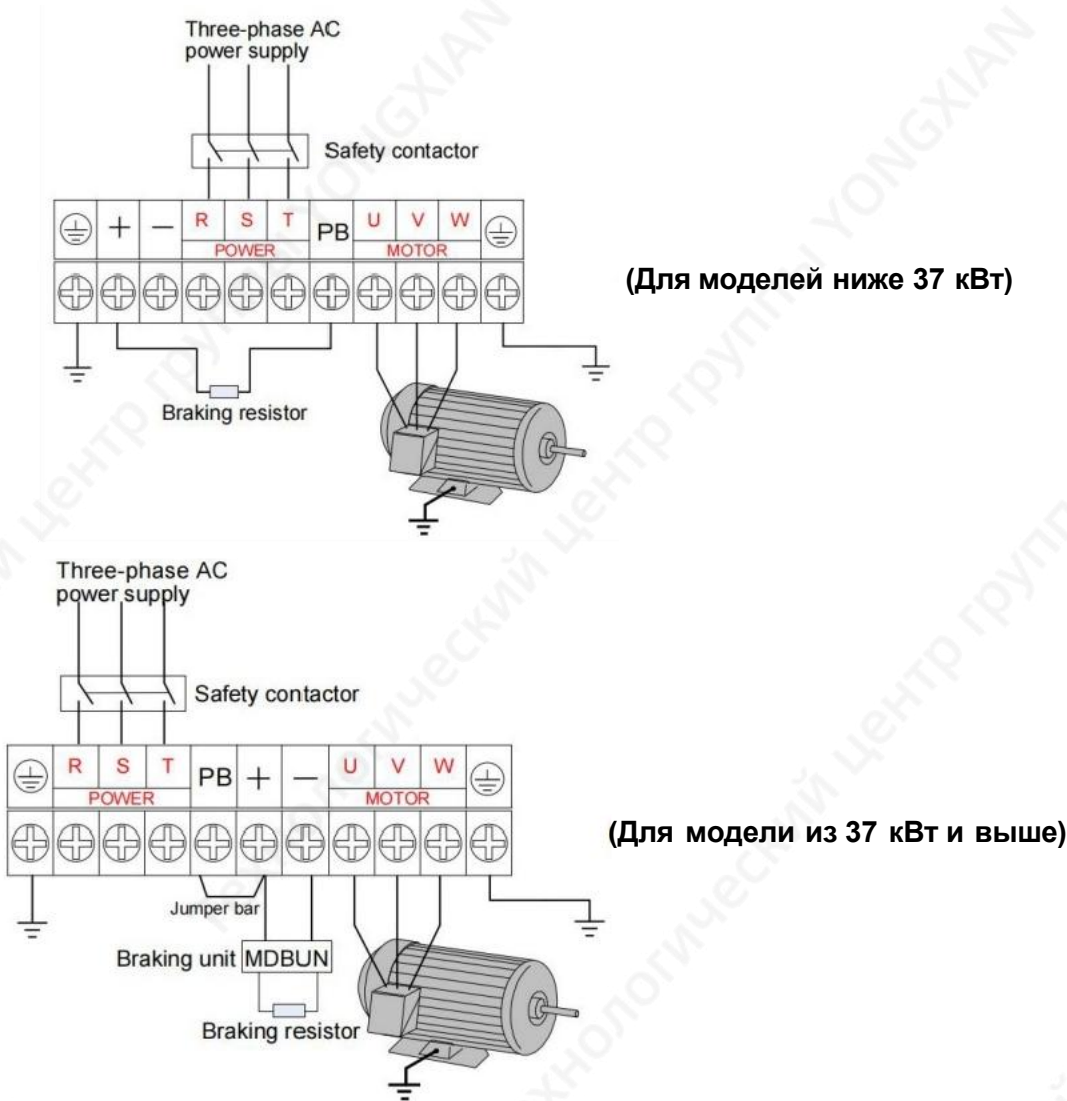 Three-phase AC
power supply
Safety contactor
+ − R S T PB U V W
POWER MOTOR
(Для моделей ниже 37 кВт)
Braking resistor
Three-phase AC
power supply
Safety contactor
R S T PB + − U V W
POWER MOTOR
(Для модели из 37 кВт и выше)
Jumper bar
Braking unit MDBUN
Braking resistor